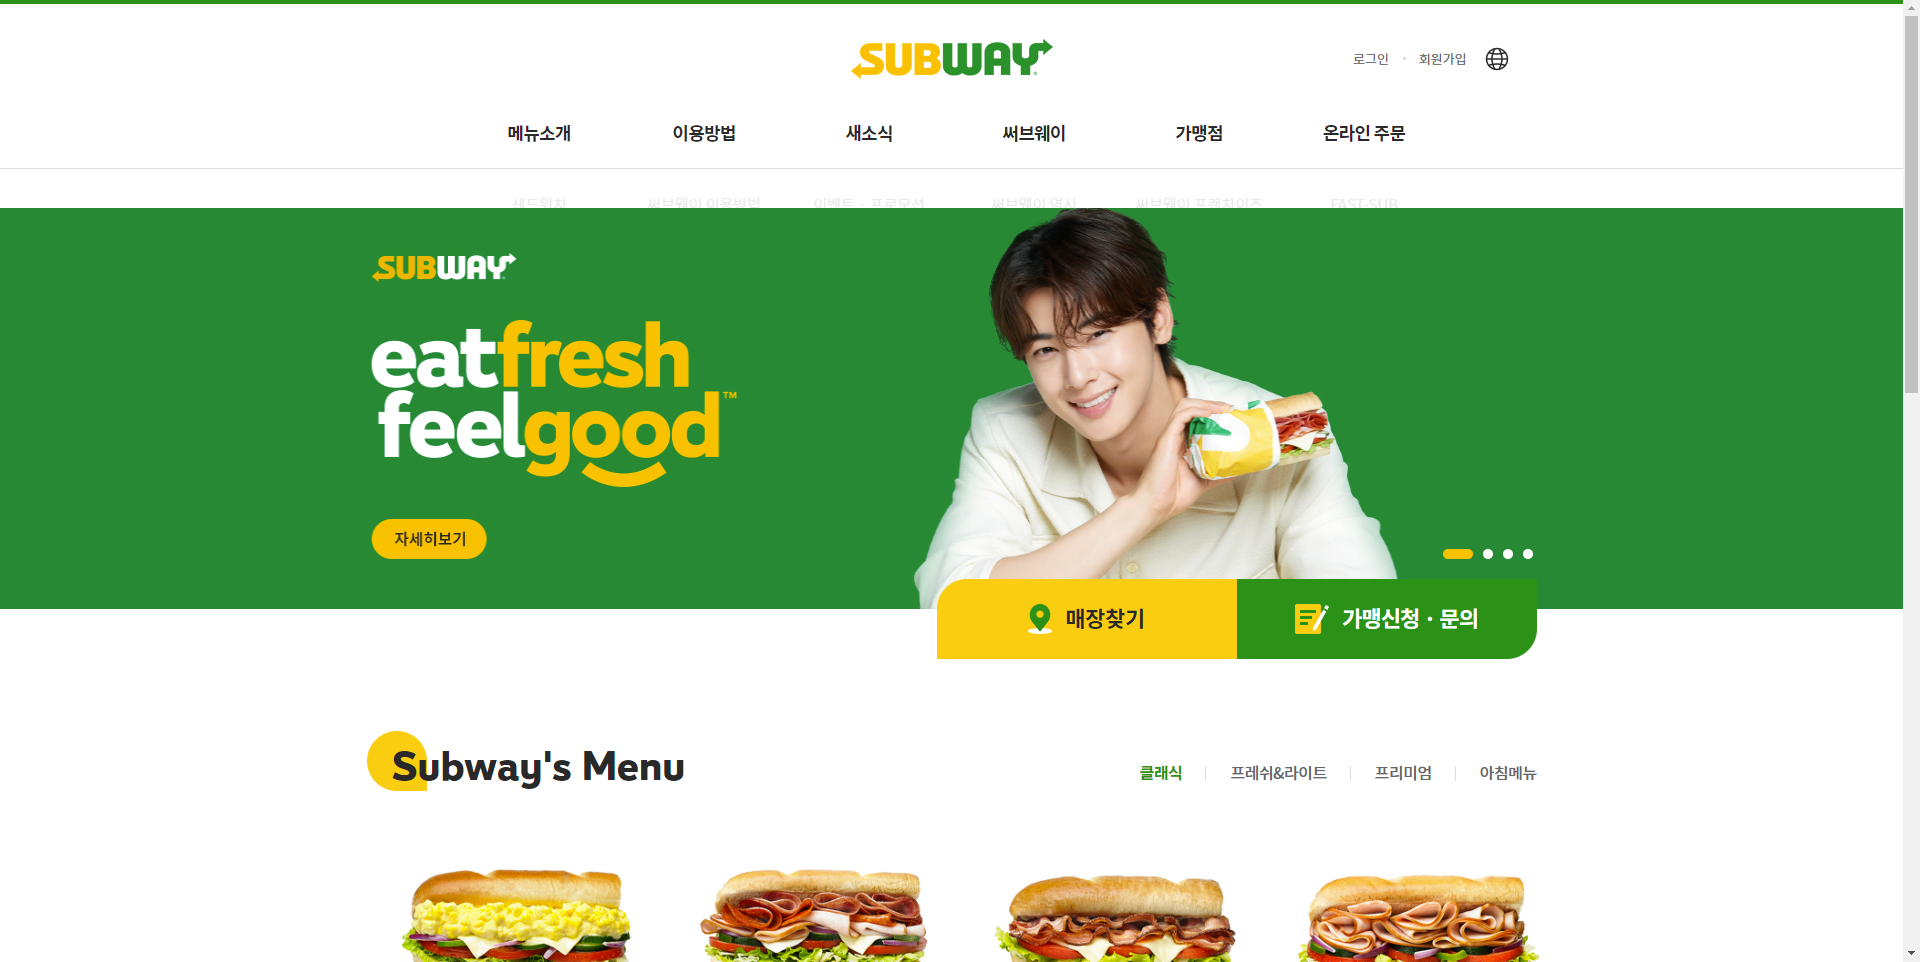 SUBWAY
로그인 · 회원가입
메뉴소개 이용방법 새소식 써브웨이 가맹점 온라인 주문
샌드위치 써브웨이 이용방법 이벤트 · 프로모션 써브웨이 역사 써브웨이 프랜차이즈 FAST-SUB
SUBWAY
eatfresh
feelgood™
자세히보기
매장찾기
가맹신청 · 문의
Subway's Menu
클래식 프레쉬&라이트 프리미엄 아침메뉴